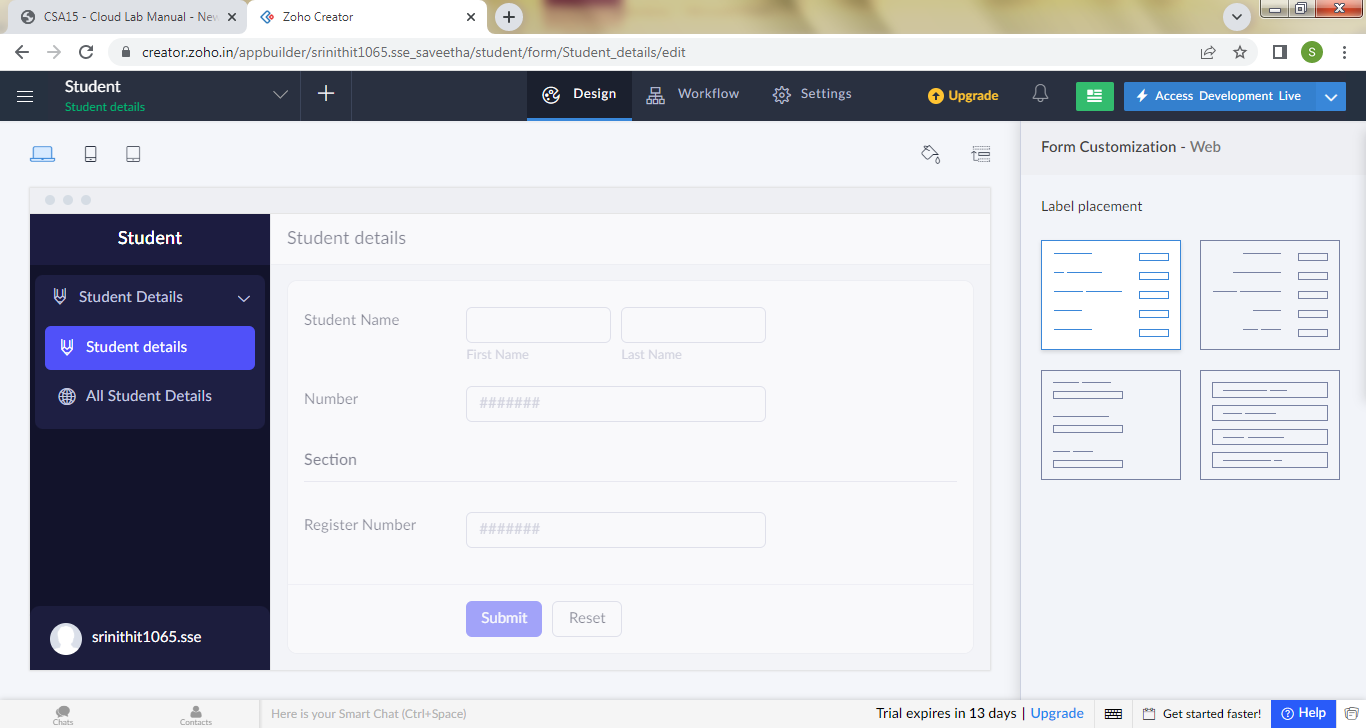 CSA15 - Cloud Lab Manual - New
Zoho Creator
creator.zoho.in/appbuilder/srinithit1065.sse_saveetha/student/form/Student_details/edit
S
Student
Student details
Design
Workflow
Settings
Upgrade
Access Development Live
Form Customization - Web
Label placement
Student
Student details
Student Details
Student details
All Student Details
Student Name
First Name
Last Name
Number
#######
Section
Register Number
#######
Submit
Reset
srinithit1065.sse
Chats
Contacts
Here is your Smart Chat (Ctrl+Space)
Trial expires in 13 days | Upgrade
Get started faster!
Help